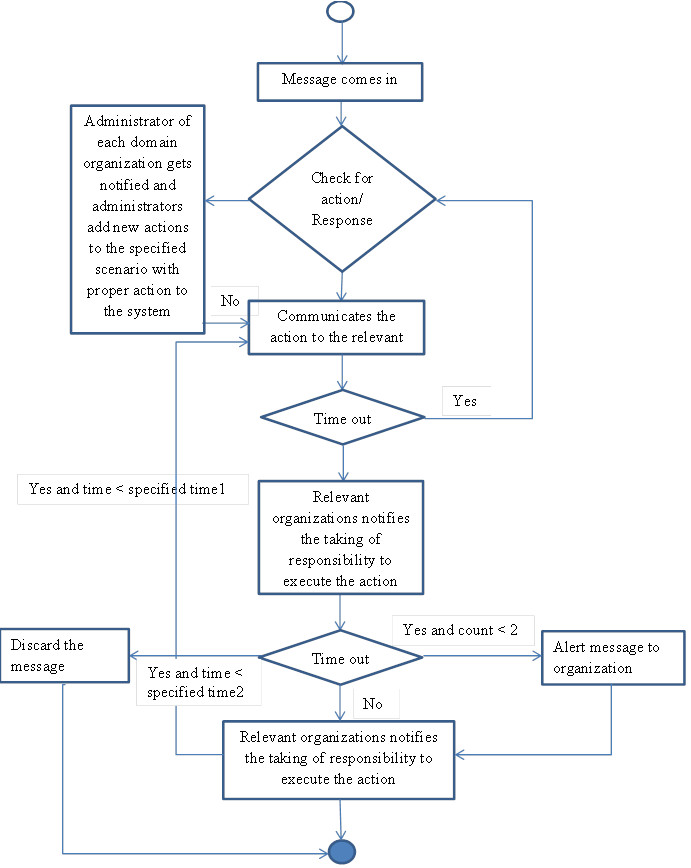 Message comes in
Administrator of
each domain
organization gets
notified and
administrators
add new actions
to the specified
scenario with
proper action to
the system
Check for
action/
Response
No
Communicates the
action to the relevant
Time out
Yes
Yes and time < specified time1
Relevant
organizations notifies
the taking of
responsibility to
execute the action
Yes and count < 2
Discard the
message
Time out
Alert message to
organization
Yes and time <
specified time2
No
Relevant organizations notifies
the taking of responsibility to
execute the action